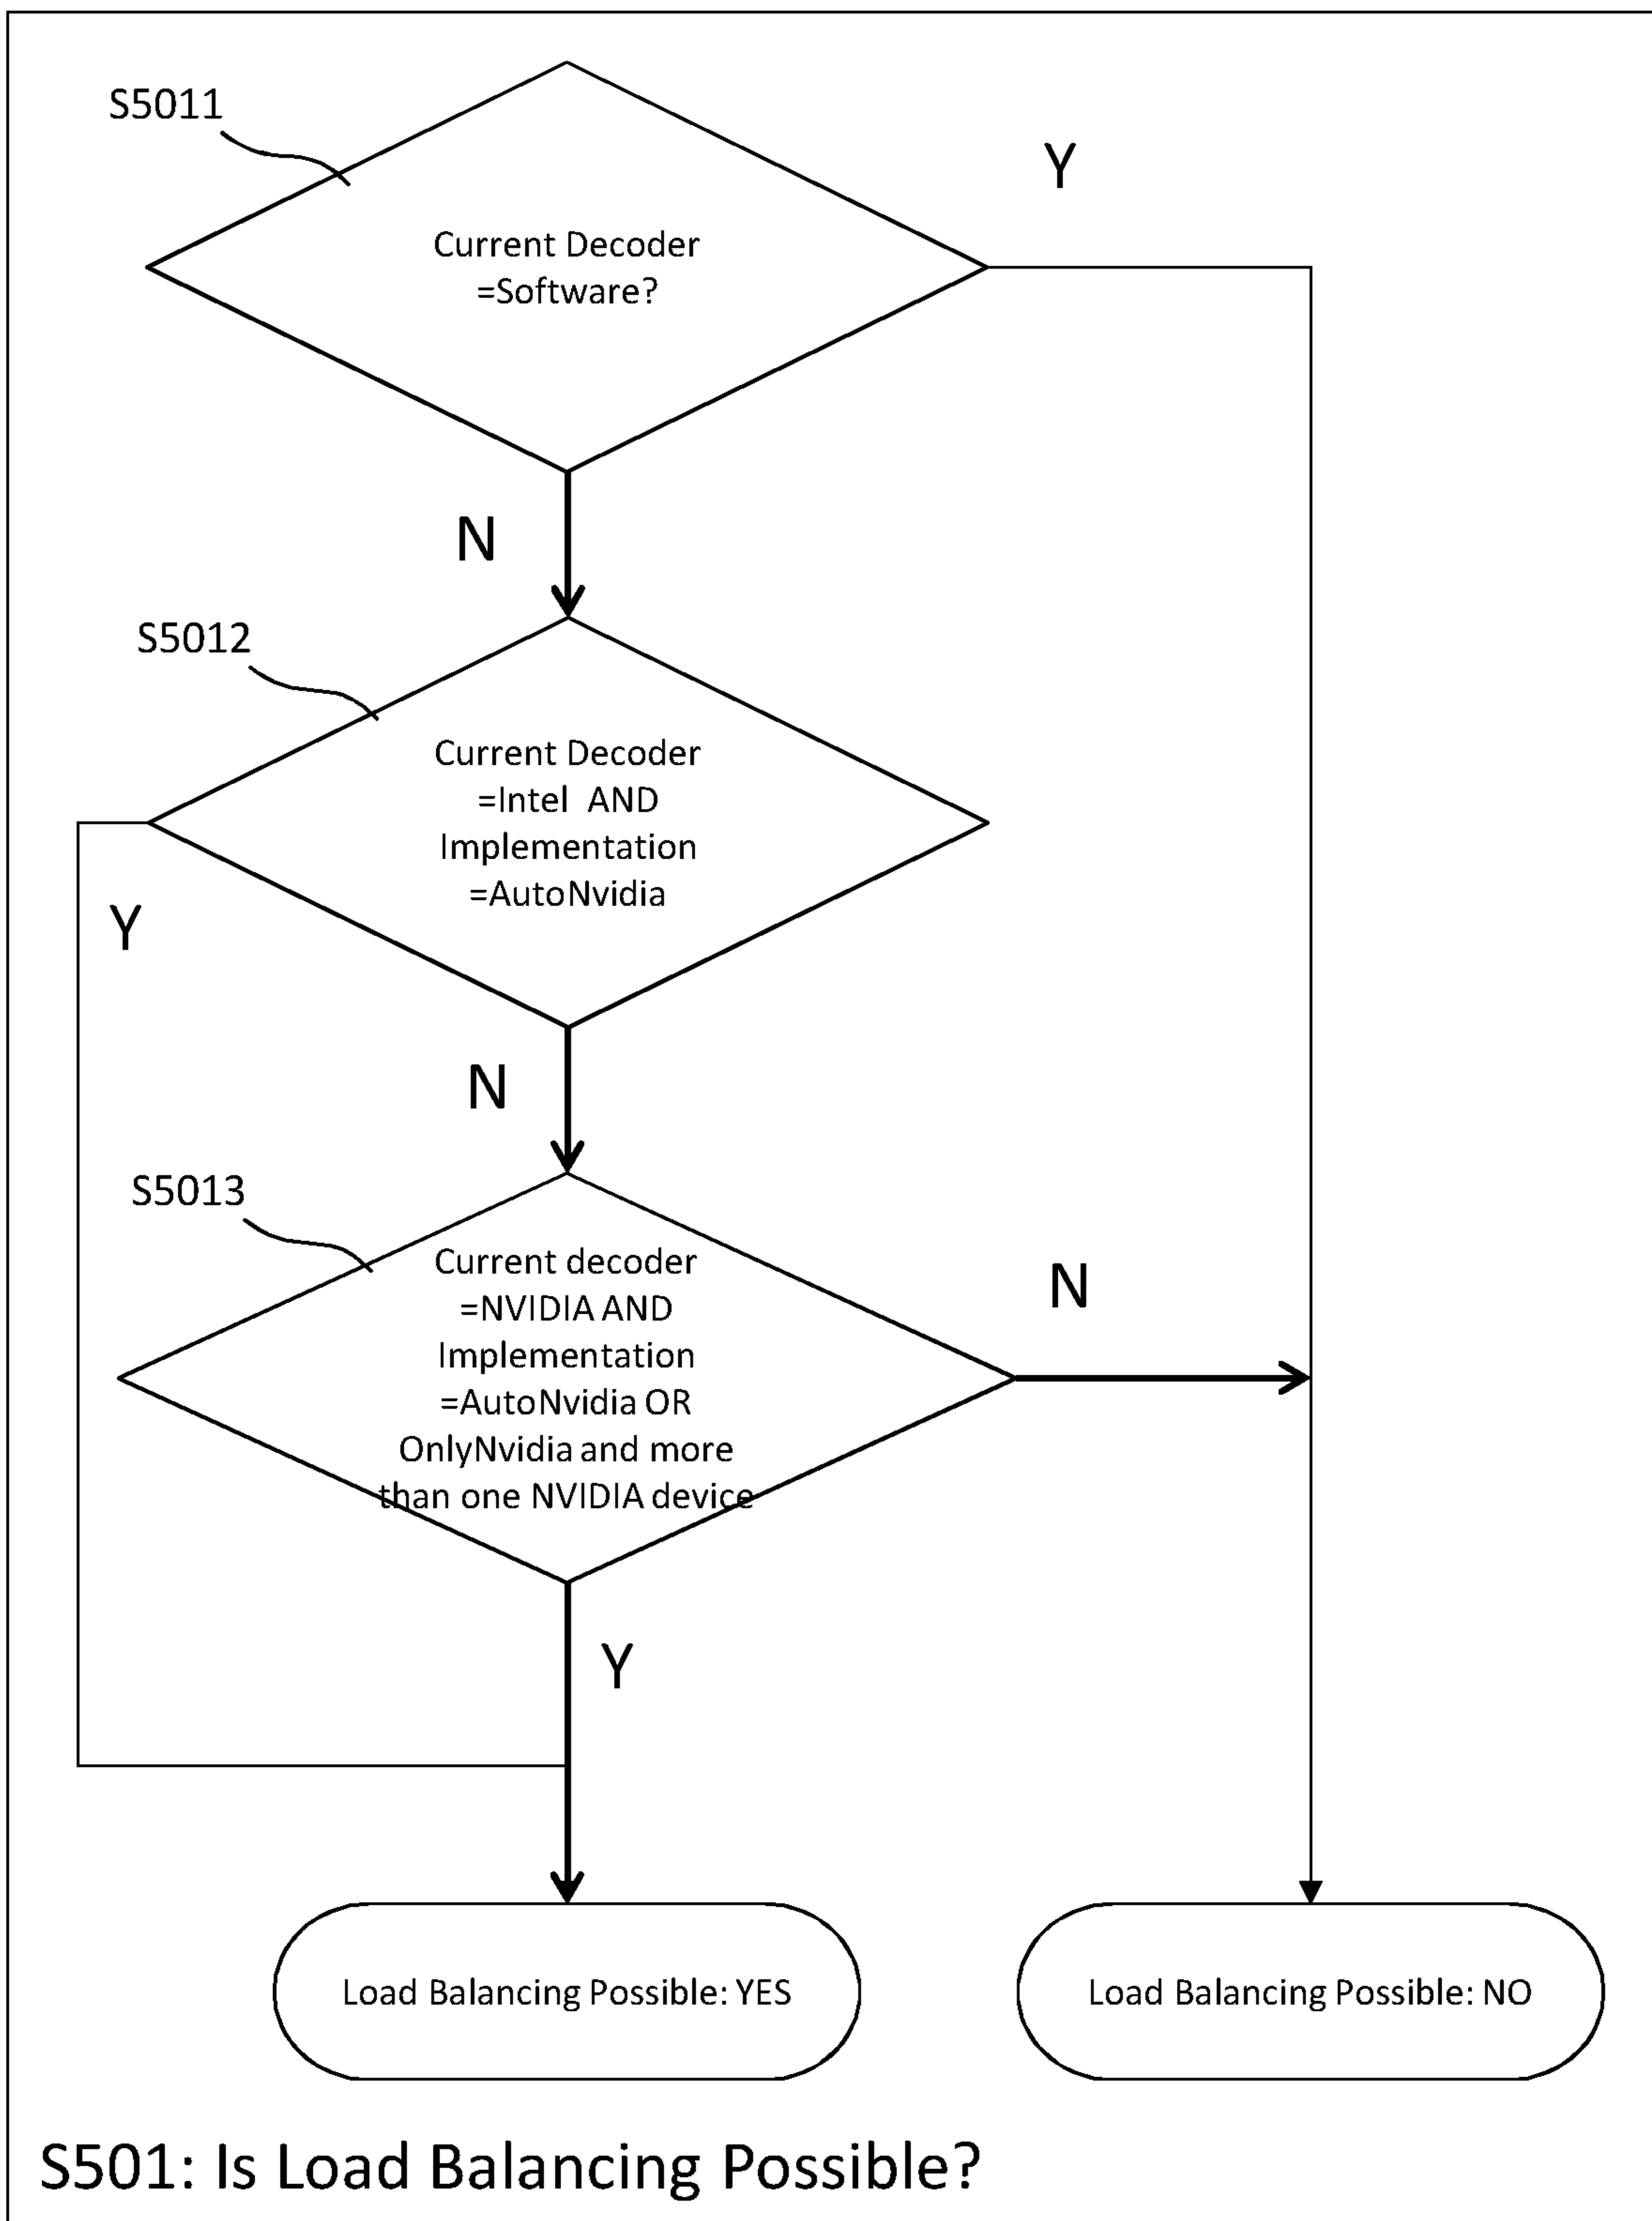 S5011
Y
Current Decoder
=Software?
N
S5012
Current Decoder
=Intel AND
Implementation
=AutoNvidia
Y
N
S5013
Current decoder
=NVIDIA AND
Implementation
=AutoNvidia OR
OnlyNvidia and more
than one NVIDIA device
N
Y
Load Balancing Possible: YES
Load Balancing Possible: NO
S501: Is Load Balancing Possible?